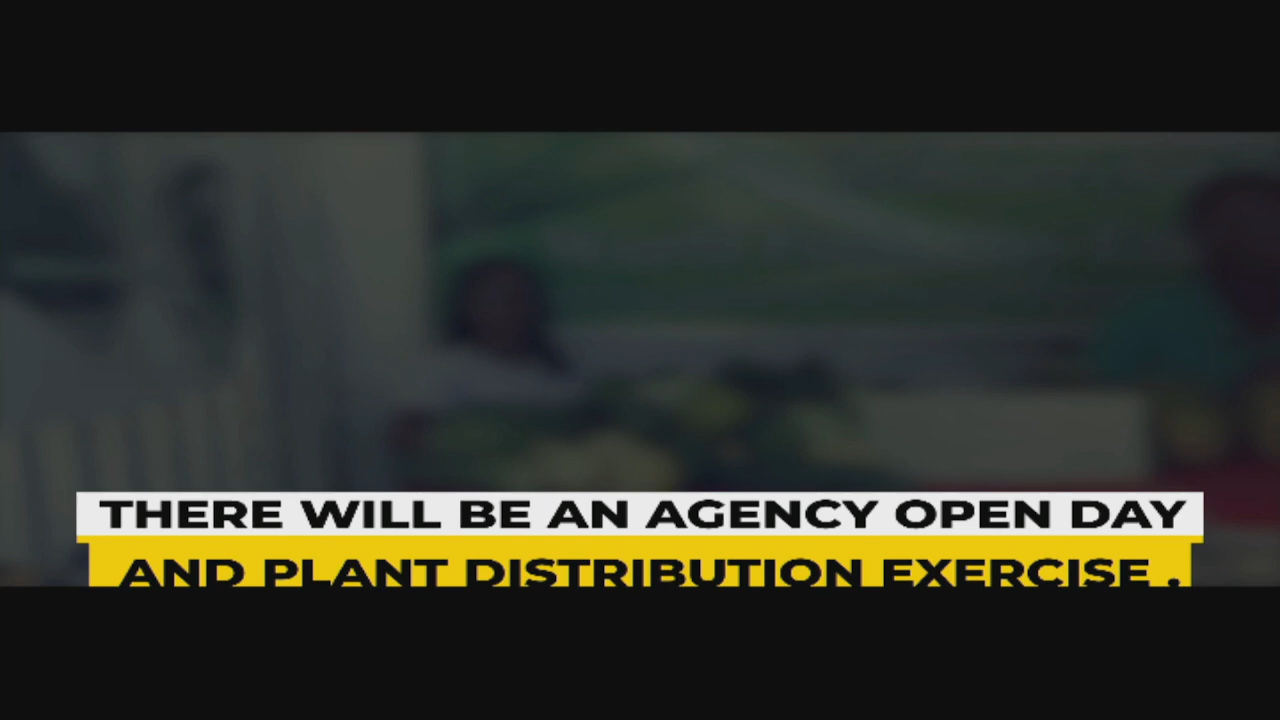 THERE WILL BE AN AGENCY OPEN DAY
AND PLANT DISTRIBUTION EXERCISE .